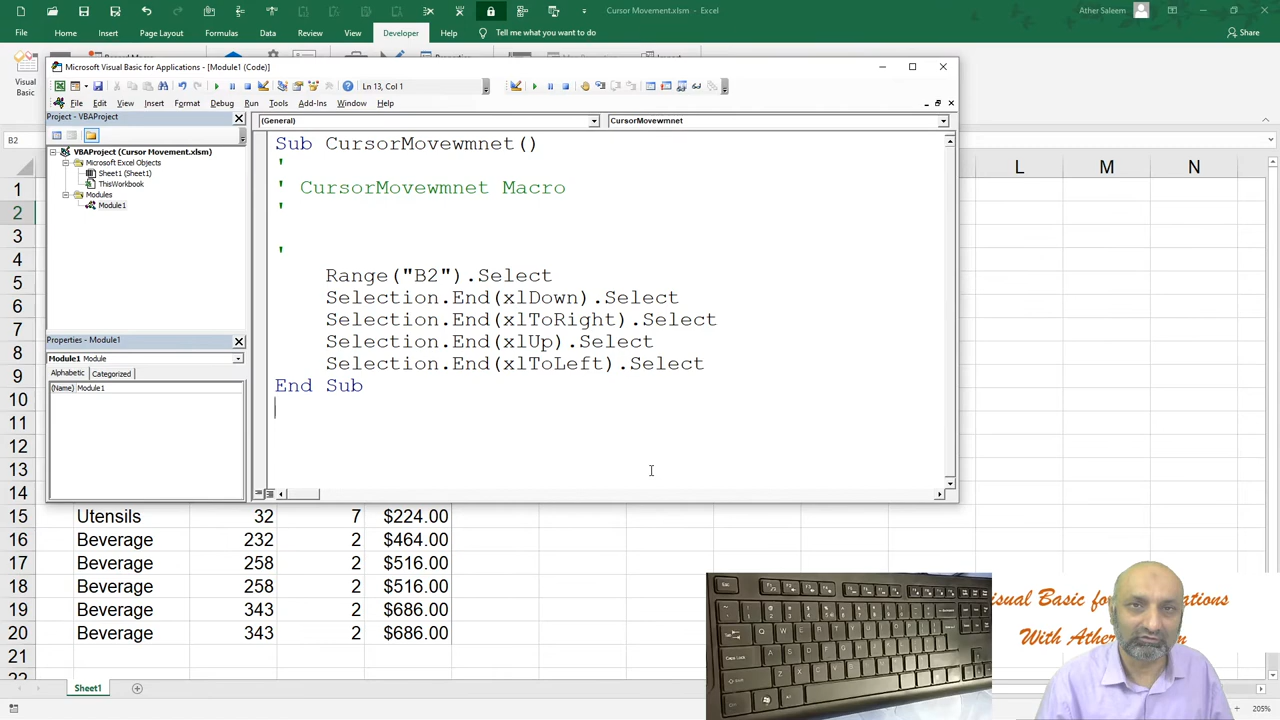 Cursor Movement.xlsm - Excel
Ather Saleem
File Home Insert Page Layout Formulas Data Review View Developer Help Tell me what you want to do Share
Visual
Basic
Microsoft Visual Basic for Applications - [Module1 (Code)]
Ln 13, Col 1
File Edit View Insert Format Debug Run Tools Add-Ins Window Help
Project - VBAProject
(General) CursorMovewmnet
VBAProject (Cursor Movement.xlsm)
Microsoft Excel Objects
Sheet1 (Sheet1)
ThisWorkbook
Modules
Module1
Properties - Module1
Module1 Module
Alphabetic Categorized
(Name) Module1
Sub CursorMovewmnet()
'
' CursorMovewmnet Macro
'
'
Range("B2").Select
Selection.End(xlDown).Select
Selection.End(xlToRight).Select
Selection.End(xlUp).Select
Selection.End(xlToLeft).Select
End Sub
B2
L M N
1
2
3
4
5
6
7
8
9
10
11
12
13
14
15 Utensils 32 7 $224.00
16 Beverage 232 2 $464.00
17 Beverage 258 2 $516.00
18 Beverage 258 2 $516.00
19 Beverage 343 2 $686.00
20 Beverage 343 2 $686.00
21
Sheet1
With
205%